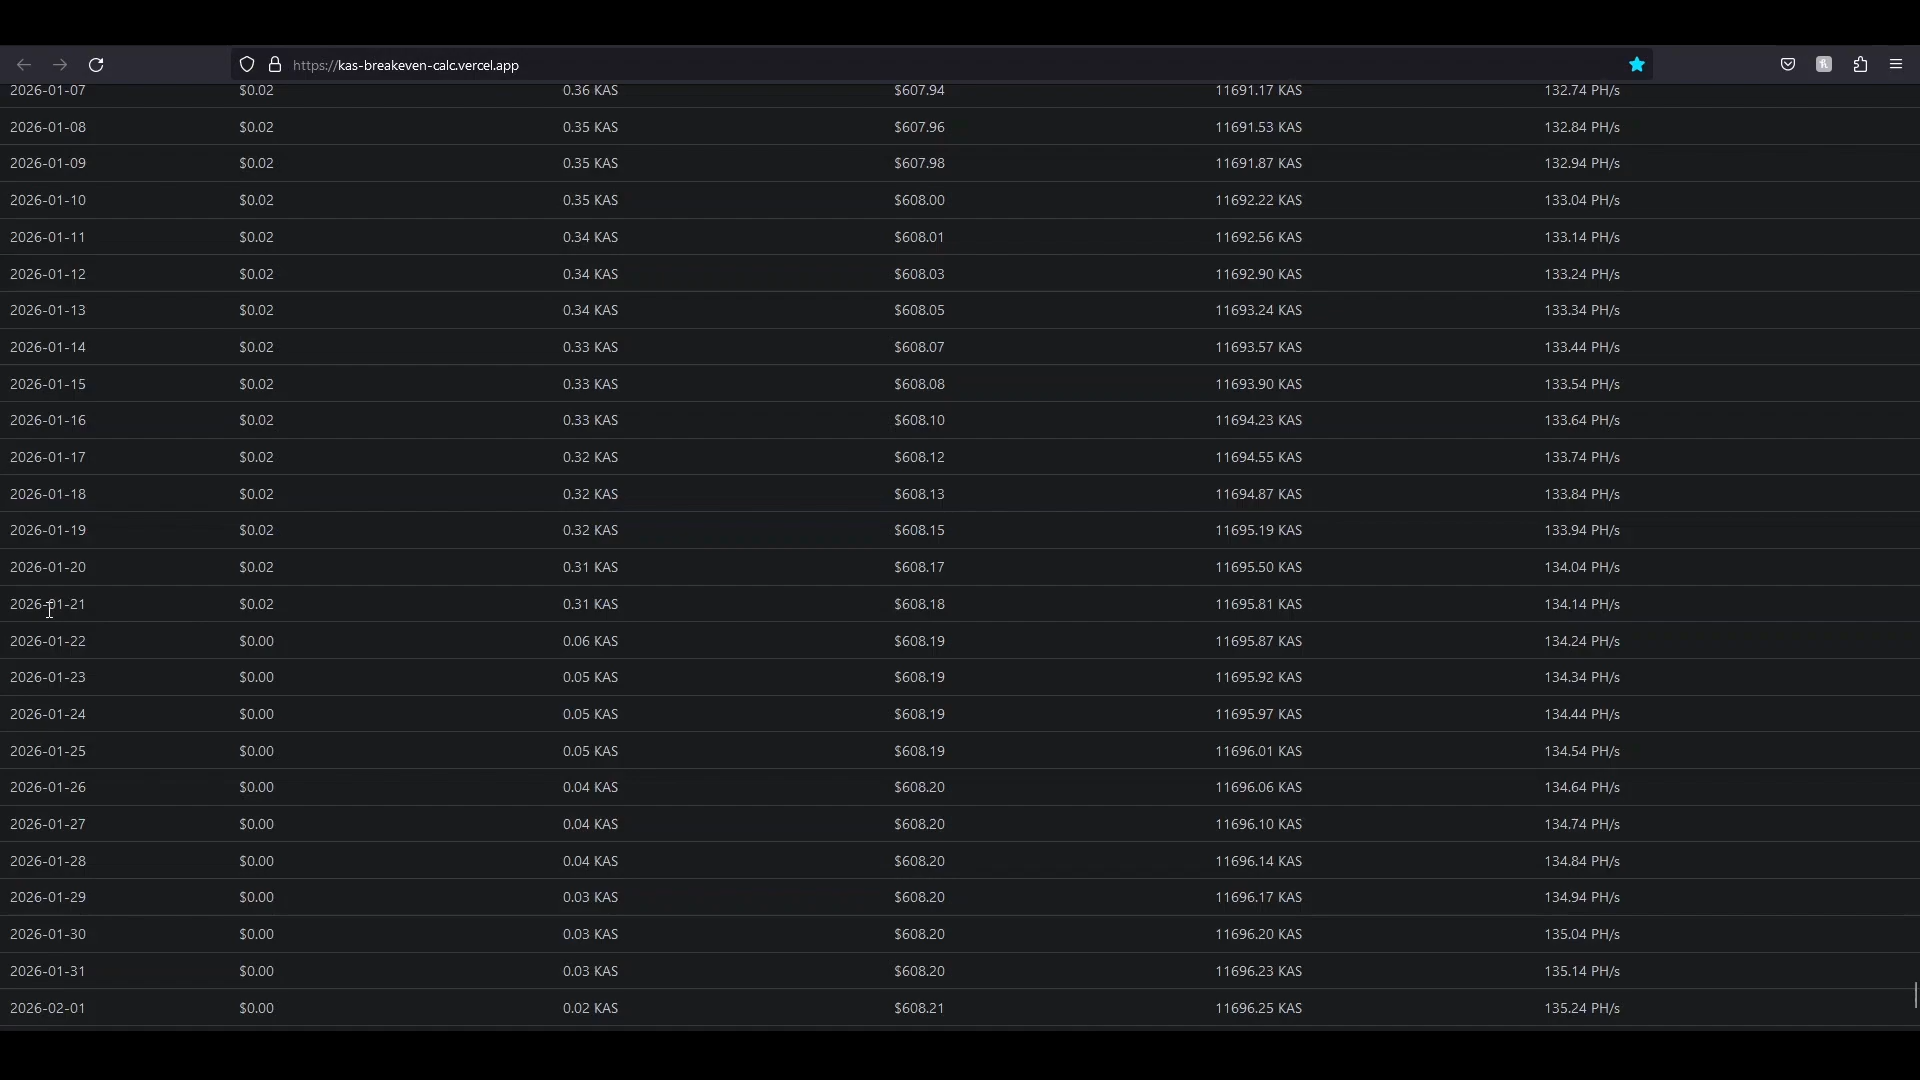 https://kas-breakeven-calc.vercel.app
2026-01-07 $0.02 0.36 KAS $607.94 11691.17 KAS 132.74 PH/s
2026-01-08 $0.02 0.35 KAS $607.96 11691.53 KAS 132.84 PH/s
2026-01-09 $0.02 0.35 KAS $607.98 11691.87 KAS 132.94 PH/s
2026-01-10 $0.02 0.35 KAS $608.00 11692.22 KAS 133.04 PH/s
2026-01-11 $0.02 0.34 KAS $608.01 11692.56 KAS 133.14 PH/s
2026-01-12 $0.02 0.34 KAS $608.03 11692.90 KAS 133.24 PH/s
2026-01-13 $0.02 0.34 KAS $608.05 11693.24 KAS 133.34 PH/s
2026-01-14 $0.02 0.33 KAS $608.07 11693.57 KAS 133.44 PH/s
2026-01-15 $0.02 0.33 KAS $608.08 11693.90 KAS 133.54 PH/s
2026-01-16 $0.02 0.33 KAS $608.10 11694.23 KAS 133.64 PH/s
2026-01-17 $0.02 0.32 KAS $608.12 11694.55 KAS 133.74 PH/s
2026-01-18 $0.02 0.32 KAS $608.13 11694.87 KAS 133.84 PH/s
2026-01-19 $0.02 0.32 KAS $608.15 11695.19 KAS 133.94 PH/s
2026-01-20 $0.02 0.31 KAS $608.17 11695.50 KAS 134.04 PH/s
2026-01-21 $0.02 0.31 KAS $608.18 11695.81 KAS 134.14 PH/s
2026-01-22 $0.00 0.06 KAS $608.19 11695.87 KAS 134.24 PH/s
2026-01-23 $0.00 0.05 KAS $608.19 11695.92 KAS 134.34 PH/s
2026-01-24 $0.00 0.05 KAS $608.19 11695.97 KAS 134.44 PH/s
2026-01-25 $0.00 0.05 KAS $608.19 11696.01 KAS 134.54 PH/s
2026-01-26 $0.00 0.04 KAS $608.20 11696.06 KAS 134.64 PH/s
2026-01-27 $0.00 0.04 KAS $608.20 11696.10 KAS 134.74 PH/s
2026-01-28 $0.00 0.04 KAS $608.20 11696.14 KAS 134.84 PH/s
2026-01-29 $0.00 0.03 KAS $608.20 11696.17 KAS 134.94 PH/s
2026-01-30 $0.00 0.03 KAS $608.20 11696.20 KAS 135.04 PH/s
2026-01-31 $0.00 0.03 KAS $608.20 11696.23 KAS 135.14 PH/s
2026-02-01 $0.00 0.02 KAS $608.21 11696.25 KAS 135.24 PH/s